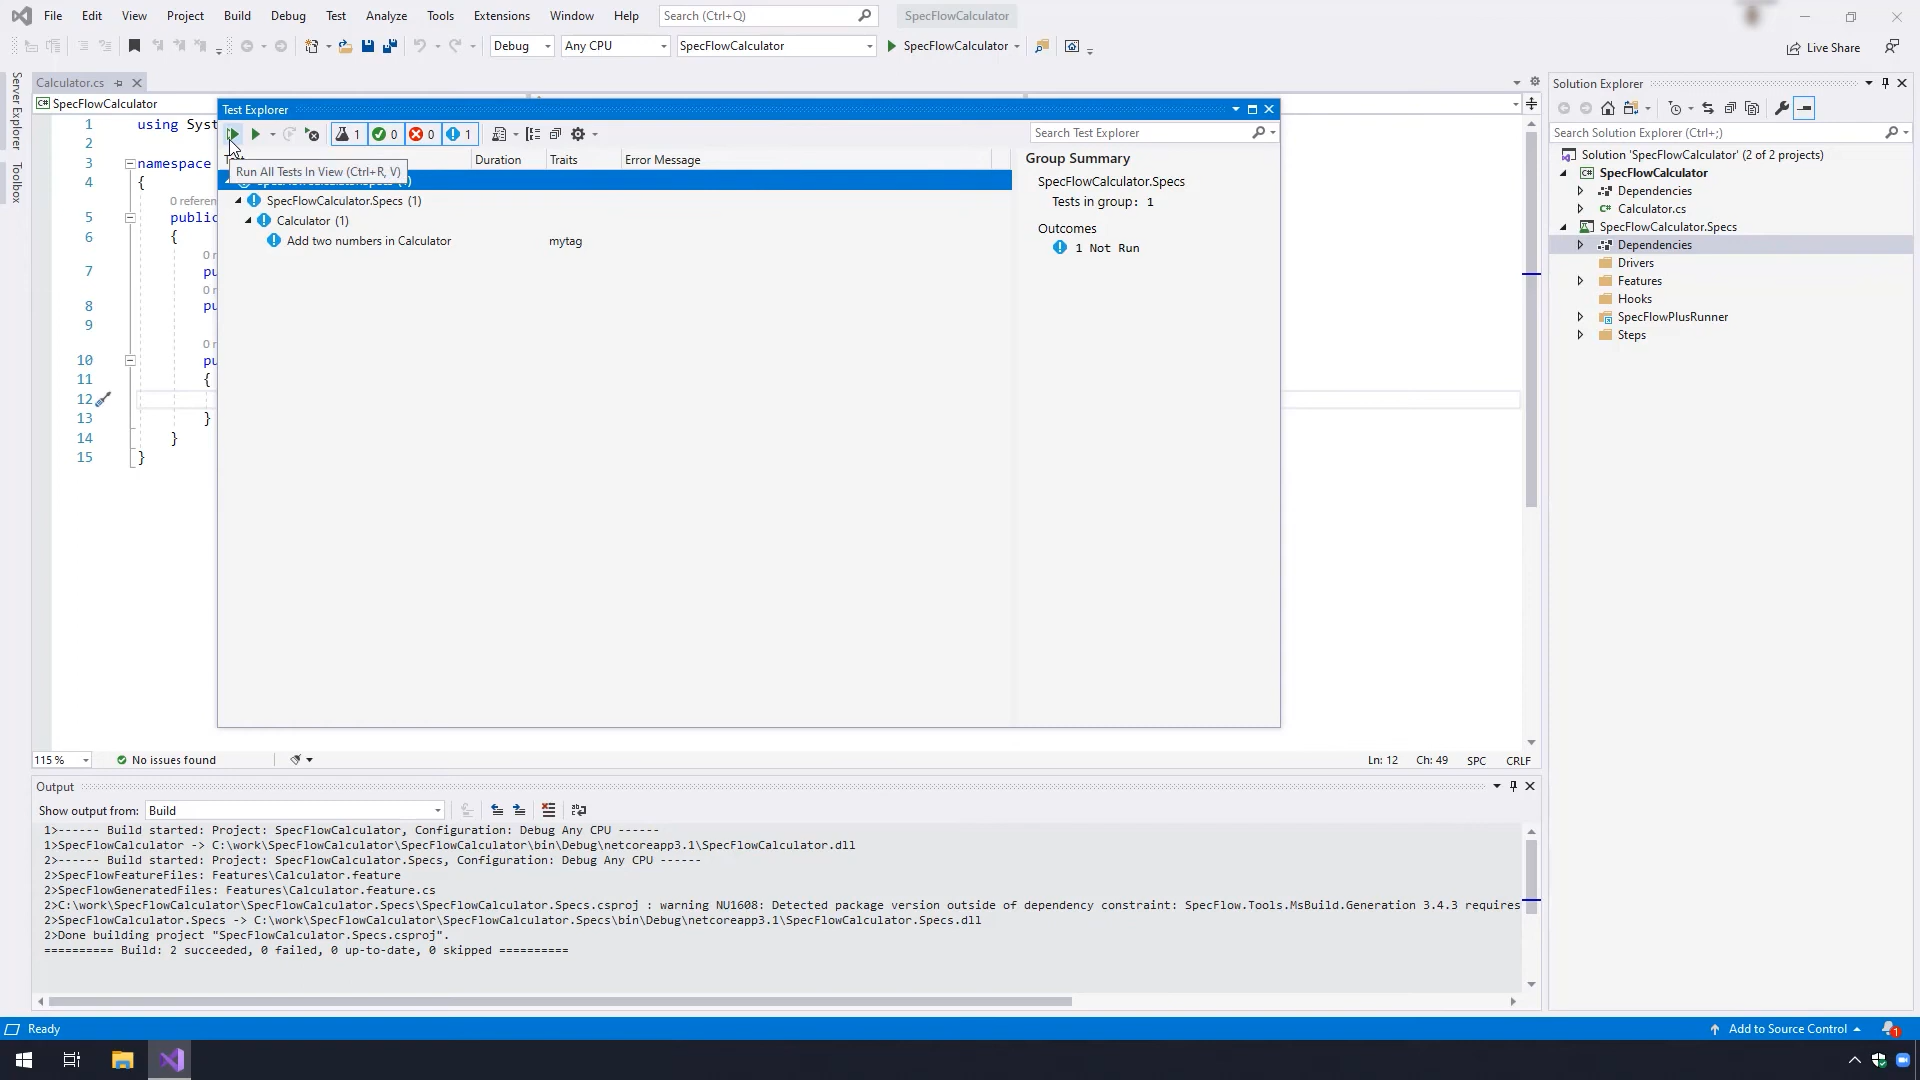 File Edit View Project Build Debug Test Analyze Tools Extensions Window Help Search (Ctrl+Q) SpecFlowCalculator
Debug Any CPU SpecFlowCalculator SpecFlowCalculator Live Share
Server Explorer
Toolbox
Calculator.cs
C# SpecFlowCalculator
1 using Syst
2
3 namespace
4 {
0 referen
5 public
6 {
0 r
7 pu
0 r
8 pu
9
0 r
10 pu
11 {
12
13 }
14 }
15 }
Test Explorer
1 0 0 1
Search Test Explorer
Duration Traits Error Message
Run All Tests In View (Ctrl+R, V)
SpecFlowCalculator.Specs (1)
Calculator (1)
Add two numbers in Calculator mytag
Group Summary
SpecFlowCalculator.Specs
Tests in group: 1
Outcomes
1 Not Run
115 % No issues found Ln: 12 Ch: 49 SPC CRLF
Output
Show output from: Build
1>------ Build started: Project: SpecFlowCalculator, Configuration: Debug Any CPU ------
1>SpecFlowCalculator -> C:\work\SpecFlowCalculator\SpecFlowCalculator\bin\Debug\netcoreapp3.1\SpecFlowCalculator.dll
2>------ Build started: Project: SpecFlowCalculator.Specs, Configuration: Debug Any CPU ------
2>SpecFlowFeatureFiles: Features\Calculator.feature
2>SpecFlowGeneratedFiles: Features\Calculator.feature.cs
2>C:\work\SpecFlowCalculator\SpecFlowCalculator.Specs\SpecFlowCalculator.Specs.csproj : warning NU1608: Detected package version outside of dependency constraint: SpecFlow.Tools.MsBuild.Generation 3.4.3 requires
2>SpecFlowCalculator.Specs -> C:\work\SpecFlowCalculator\SpecFlowCalculator.Specs\bin\Debug\netcoreapp3.1\SpecFlowCalculator.Specs.dll
2>Done building project "SpecFlowCalculator.Specs.csproj".
========== Build: 2 succeeded, 0 failed, 0 up-to-date, 0 skipped ==========
Solution Explorer
Search Solution Explorer (Ctrl+;)
Solution 'SpecFlowCalculator' (2 of 2 projects)
C# SpecFlowCalculator
Dependencies
C# Calculator.cs
SpecFlowCalculator.Specs
Dependencies
Drivers
Features
Hooks
SpecFlowPlusRunner
Steps
Ready Add to Source Control 1